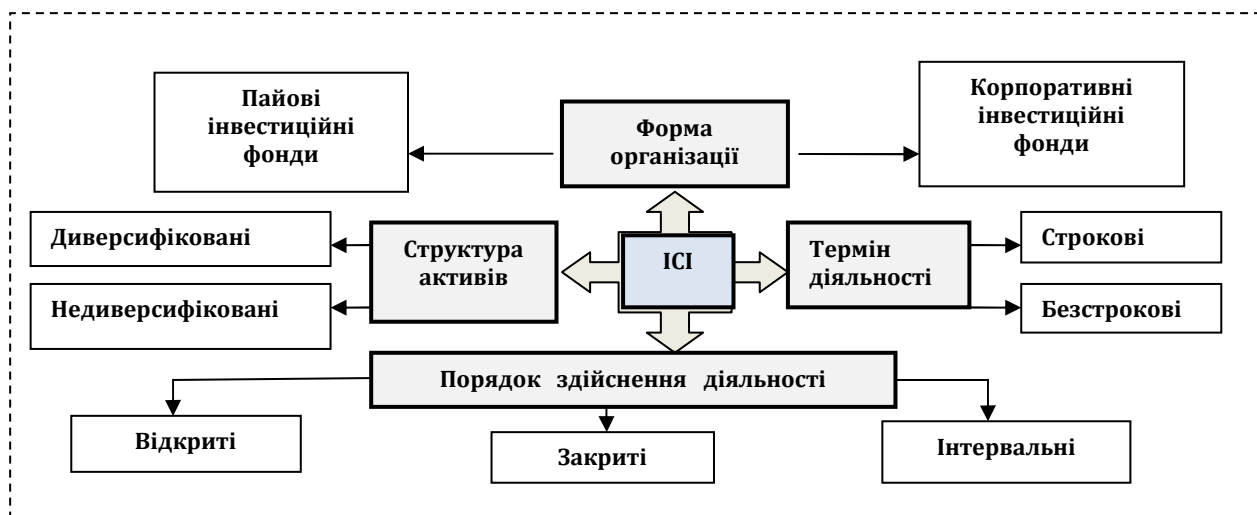 Пайові
інвестиційні
фонди
Форма
організації
Корпоративні
інвестиційні
фонди
Диверсифіковані
Недиверсифіковані
Структура
активів
ІСІ
Термін
діяльності
Строкові
Безстрокові
Порядок здійснення діяльності
Відкриті
Закриті
Інтервальні